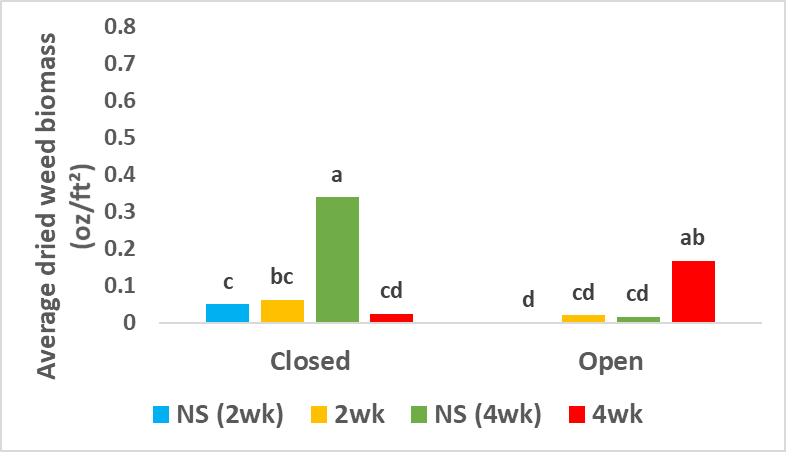 Average dried weed biomass
(oz/ft²)
0.8
0.7
0.6
0.5
0.4
0.3
0.2
0.1
0
c
bc
a
cd
d
cd
cd
ab
Closed
Open
NS (2wk)
2wk
NS (4wk)
4wk